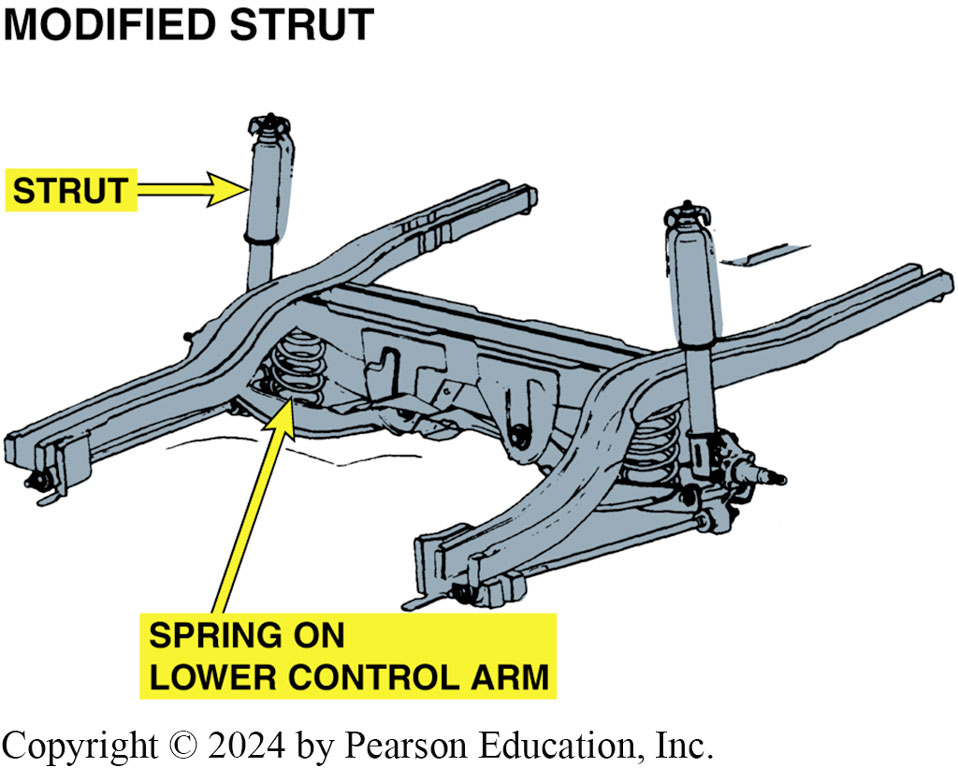 MODIFIED STRUT
STRUT
SPRING ON
LOWER CONTROL ARM
Copyright © 2024 by Pearson Education, Inc.